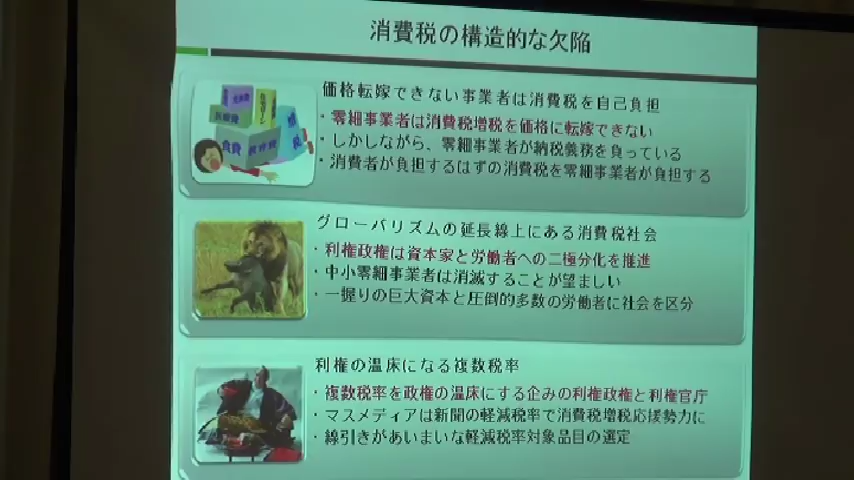 消費税の構造的な欠陥
価格転嫁できない事業者は消費税を自己負担
・零細事業者は消費税増税を価格に転嫁できない
・しかしながら、零細事業者が納税義務を負っている
・消費者が負担するはずの消費税を零細事業者が負担する
食費
グローバリズムの延長線上にある消費税社会
・利権政権は資本家と労働者への二極分化を推進
・中小零細事業者は消滅することが望ましい
・一握りの巨大資本と圧倒的多数の労働者に社会を区分
利権の温床になる複数税率
・複数税率を政権の温床にする企みの利権政権と利権官庁
・マスメディアは新聞の軽減税率で消費税増税応援勢力に
・線引きがあいまいな軽減税率対象品目の選定